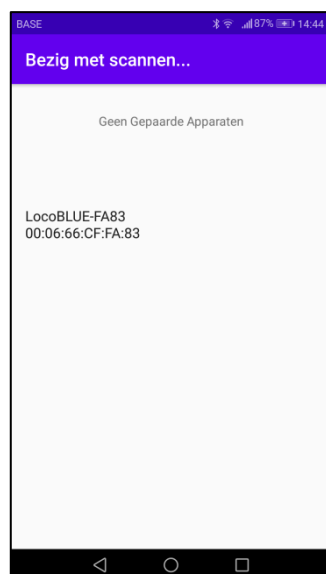 BASE 87% 14:44
Bezig met scannen...
Geen Gepaarde Apparaten
LocoBLUE-FA83
00:06:66:CF:FA:83